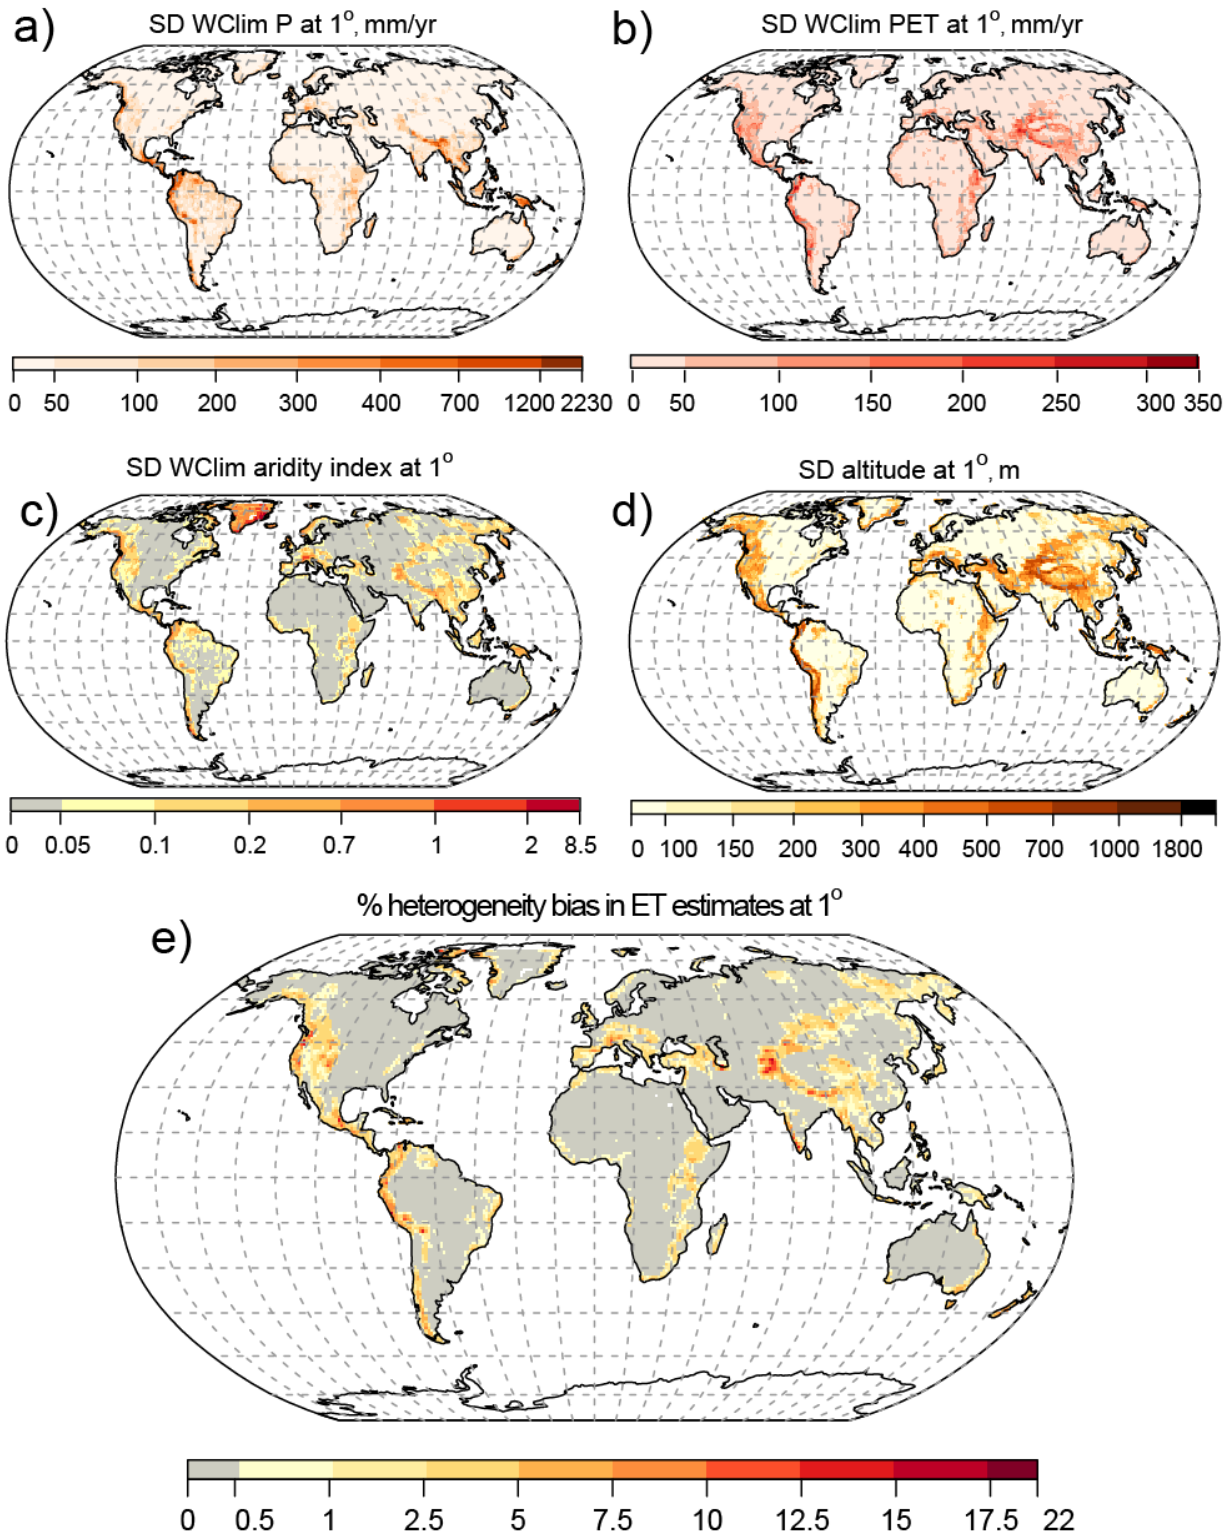 a)
SD WClim P at 1°, mm/yr
0 50 100 200 300 400 700 1200 2230
b)
SD WClim PET at 1°, mm/yr
0 50 100 150 200 250 300 350
c)
SD WClim aridity index at 1°
0 0.05 0.1 0.2 0.7 1 2 8.5
d)
SD altitude at 1°, m
0 100 150 200 300 400 500 700 1000 1800
e)
% heterogeneity bias in ET estimates at 1°
0 0.5 1 2.5 5 7.5 10 12.5 15 17.5 22